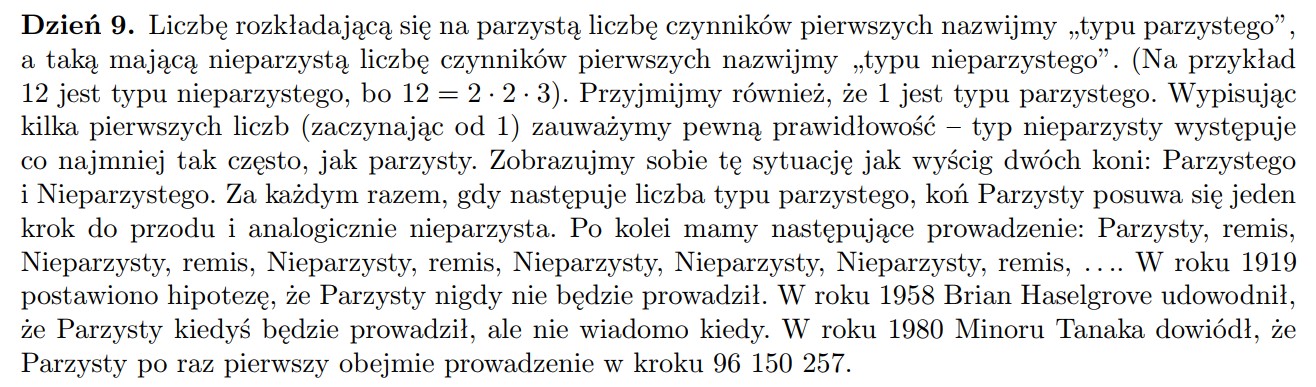 Dzień 9. Liczbę rozkładającą się na parzystą liczbę czynników pierwszych nazwijmy „typu parzystego”,
a taką mającą nieparzystą liczbę czynników pierwszych nazwijmy „typu nieparzystego”. (Na przykład
12 jest typu nieparzystego, bo 12 = 2 · 2 · 3). Przyjmijmy również, że 1 jest typu parzystego. Wypisując
kilka pierwszych liczb (zaczynając od 1) zauważymy pewną prawidłowość – typ nieparzysty występuje
co najmniej tak często, jak parzysty. Zobrazujmy sobie tę sytuację jak wyścig dwóch koni: Parzystego
i Nieparzystego. Za każdym razem, gdy następuje liczba typu parzystego, koń Parzysty posuwa się jeden
krok do przodu i analogicznie nieparzysta. Po kolei mamy następujące prowadzenie: Parzysty, remis,
Nieparzysty, remis, Nieparzysty, remis, Nieparzysty, Nieparzysty, Nieparzysty, remis, .... W roku 1919
postawiono hipotezę, że Parzysty nigdy nie będzie prowadził. W roku 1958 Brian Haselgrove udowodnił,
że Parzysty kiedyś będzie prowadził, ale nie wiadomo kiedy. W roku 1980 Minoru Tanaka dowiódł, że
Parzysty po raz pierwszy obejmie prowadzenie w kroku 96 150 257.